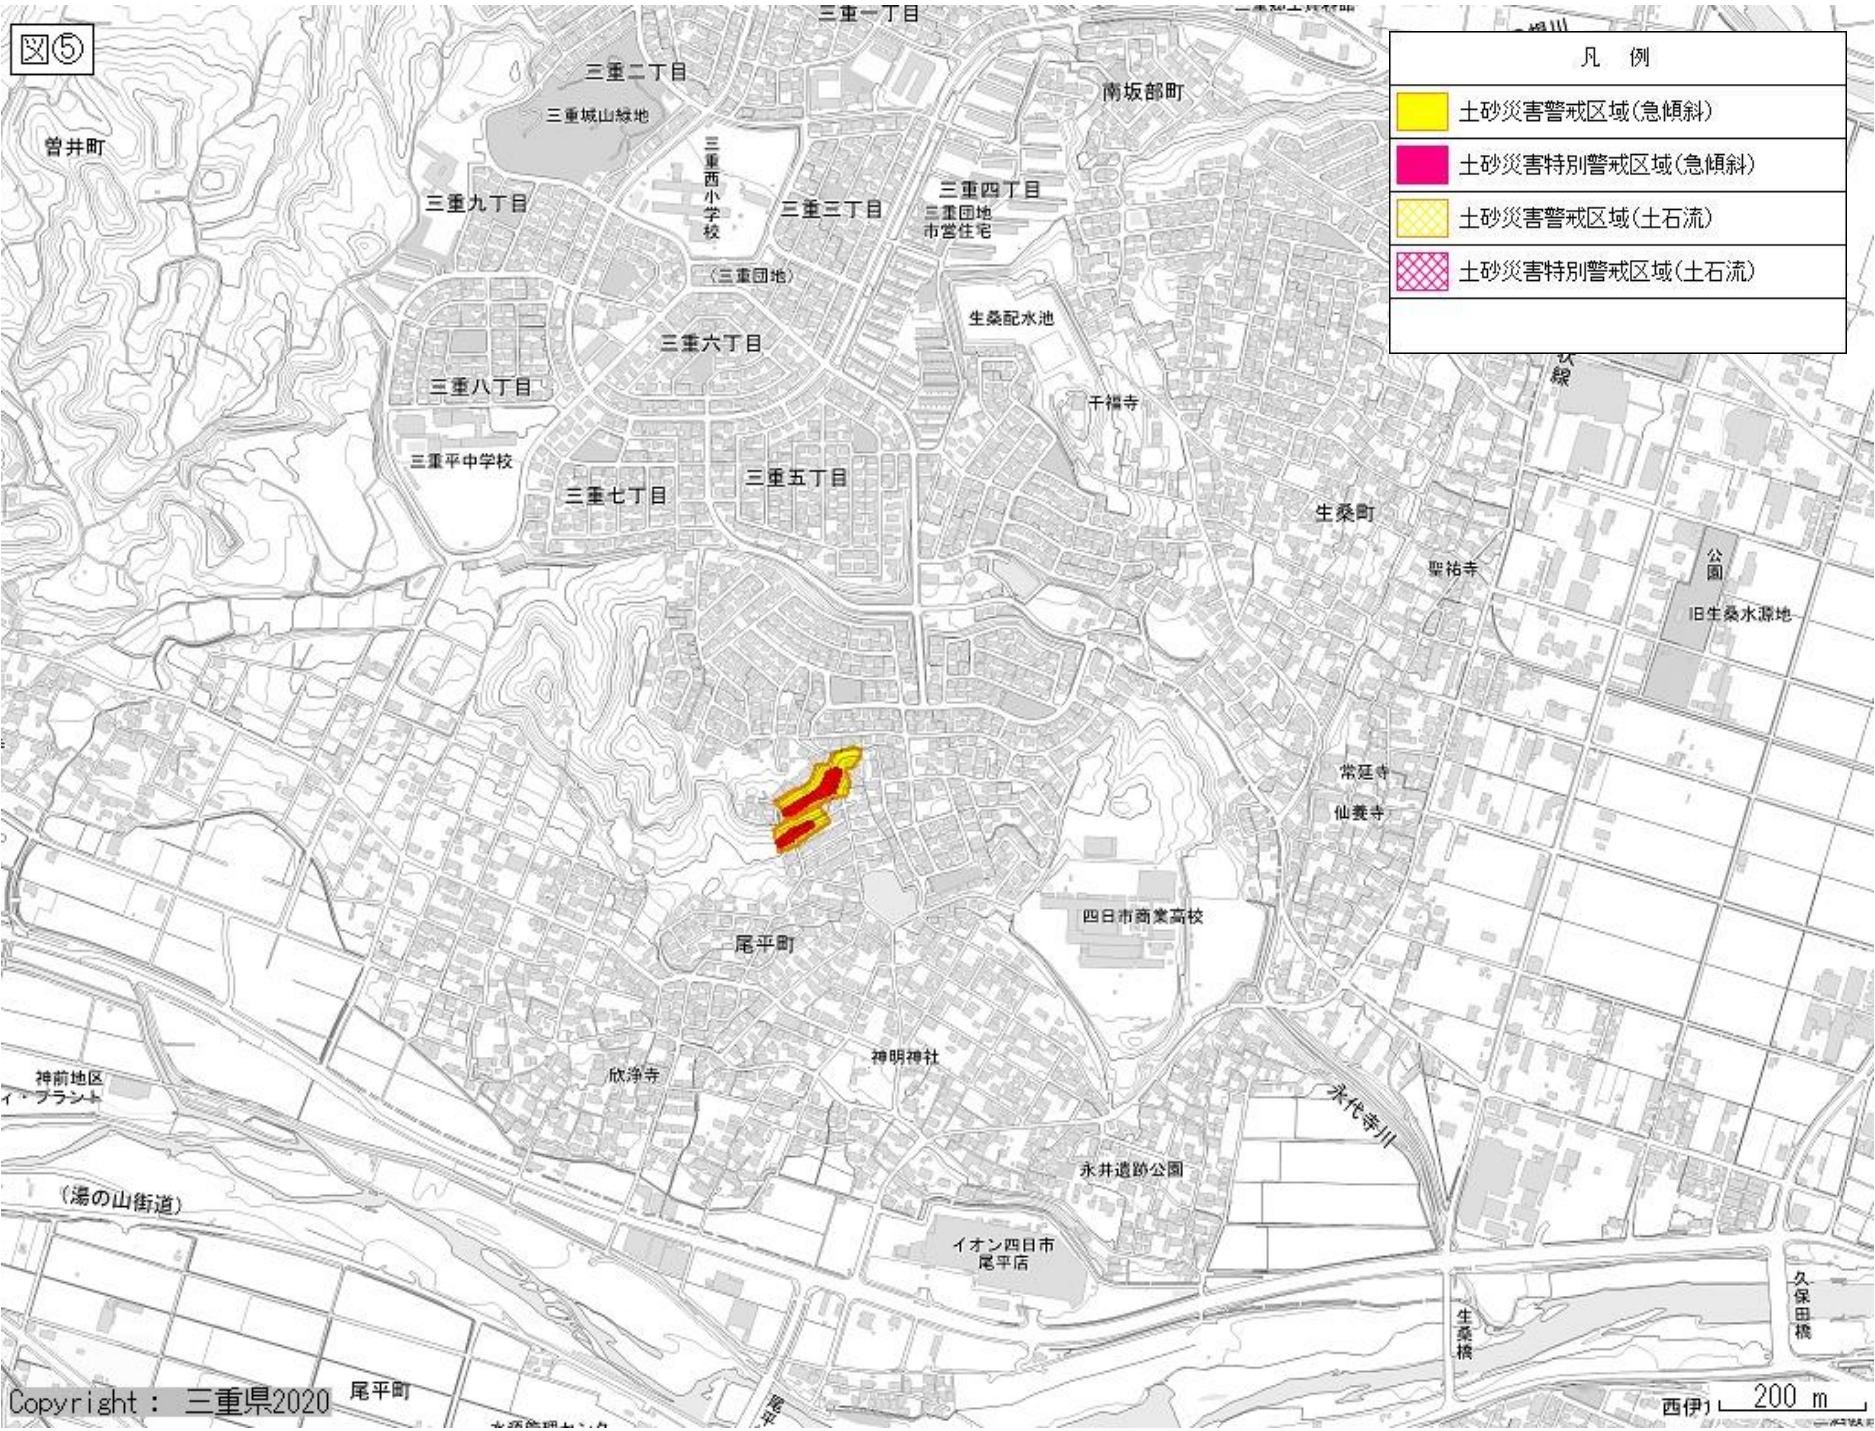 図⑤
三重一丁目
凡 例
土砂災害警戒区域(急傾斜)
土砂災害特別警戒区域(急傾斜)
土砂災害警戒区域(土石流)
土砂災害特別警戒区域(土石流)
三重二丁目
南坂部町
三重城山緑地
曽井町
三重西小学校
三重九丁目
三重三丁目
三重四丁目
三重団地
市営住宅
(三重団地)
生桑配水池
三重六丁目
三重八丁目
千福寺
三重平中学校
三重五丁目
三重七丁目
生桑町
聖祐寺
公園
旧生桑水源地
常延寺
仙養寺
四日市商業高校
尾平町
神明神社
欣浄寺
神前地区
ィ・プラント
永代寺川
永井遺跡公園
(湯の山街道)
イオン四日市
尾平店
久保田橋
生桑橋
尾平町
尾平
Copyright : 三重県2020
西伊
200 m